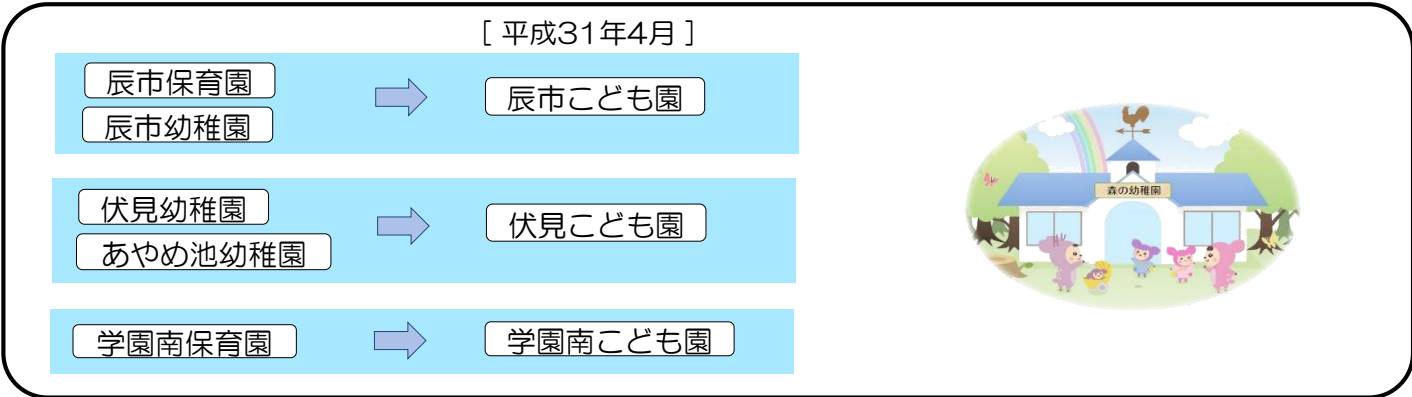 [ 平成31年4月 ]
辰市保育園
辰市幼稚園
辰市こども園
伏見幼稚園
あやめ池幼稚園
伏見こども園
学園南保育園
学園南こども園
森の幼稚園